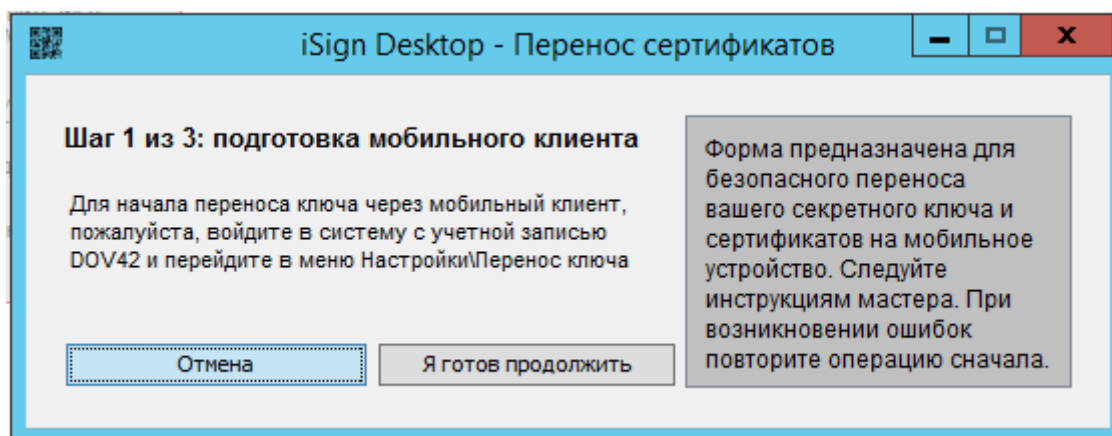 iSign Desktop - Перенос сертификатов
Шаг 1 из 3: подготовка мобильного клиента
Для начала переноса ключа через мобильный клиент,
пожалуйста, войдите в систему с учетной записью
DOV42 и перейдите в меню Настройки\Перенос ключа
Отмена
Я готов продолжить
Форма предназначена для
безопасного переноса
вашего секретного ключа и
сертификатов на мобильное
устройство. Следуйте
инструкциям мастера. При
возникновении ошибок
повторите операцию сначала.